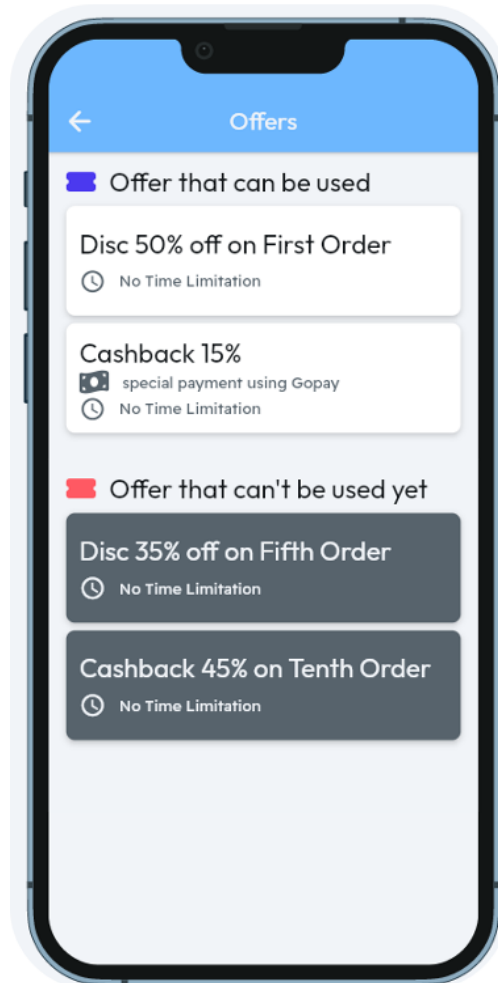 Offers
Offer that can be used
Disc 50% off on First Order
No Time Limitation
Cashback 15%
special payment using Gopay
No Time Limitation
Offer that can't be used yet
Disc 35% off on Fifth Order
No Time Limitation
Cashback 45% on Tenth Order
No Time Limitation